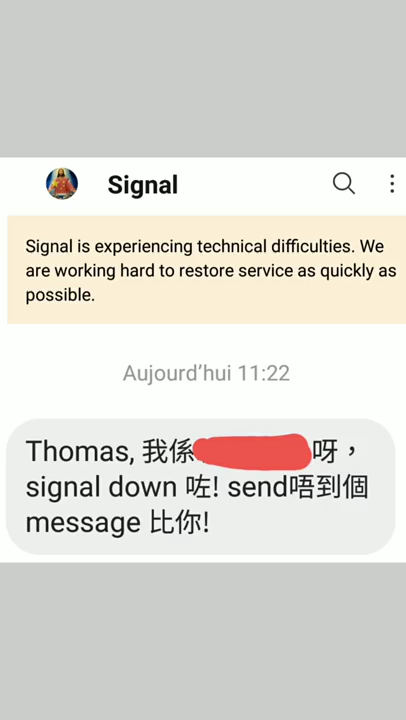 Signal
Signal is experiencing technical difficulties. We
are working hard to restore service as quickly as
possible.
Aujourd'hui 11:22
Thomas, 我係 呀，
signal down 咗! send唔到個
message 比你!